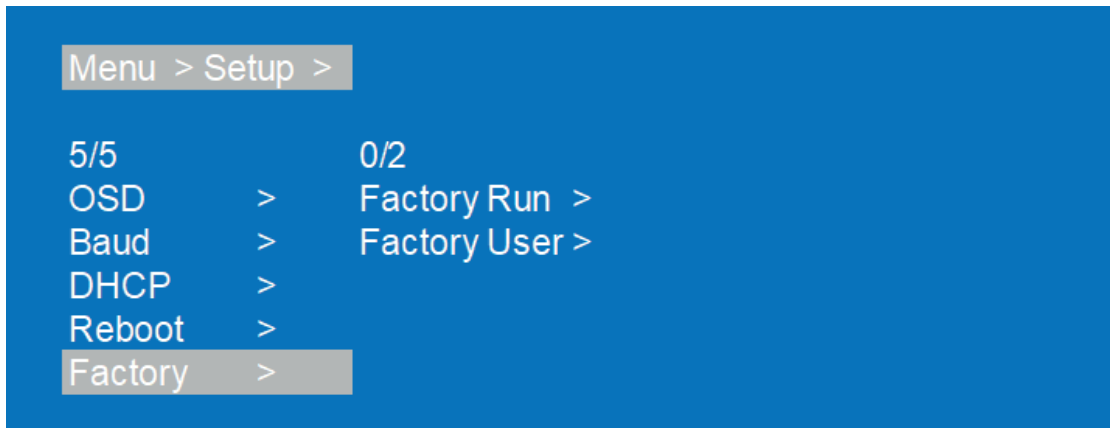 Menu > Setup >
5/5 0/2
OSD > Factory Run >
Baud > Factory User >
DHCP >
Reboot >
Factory >